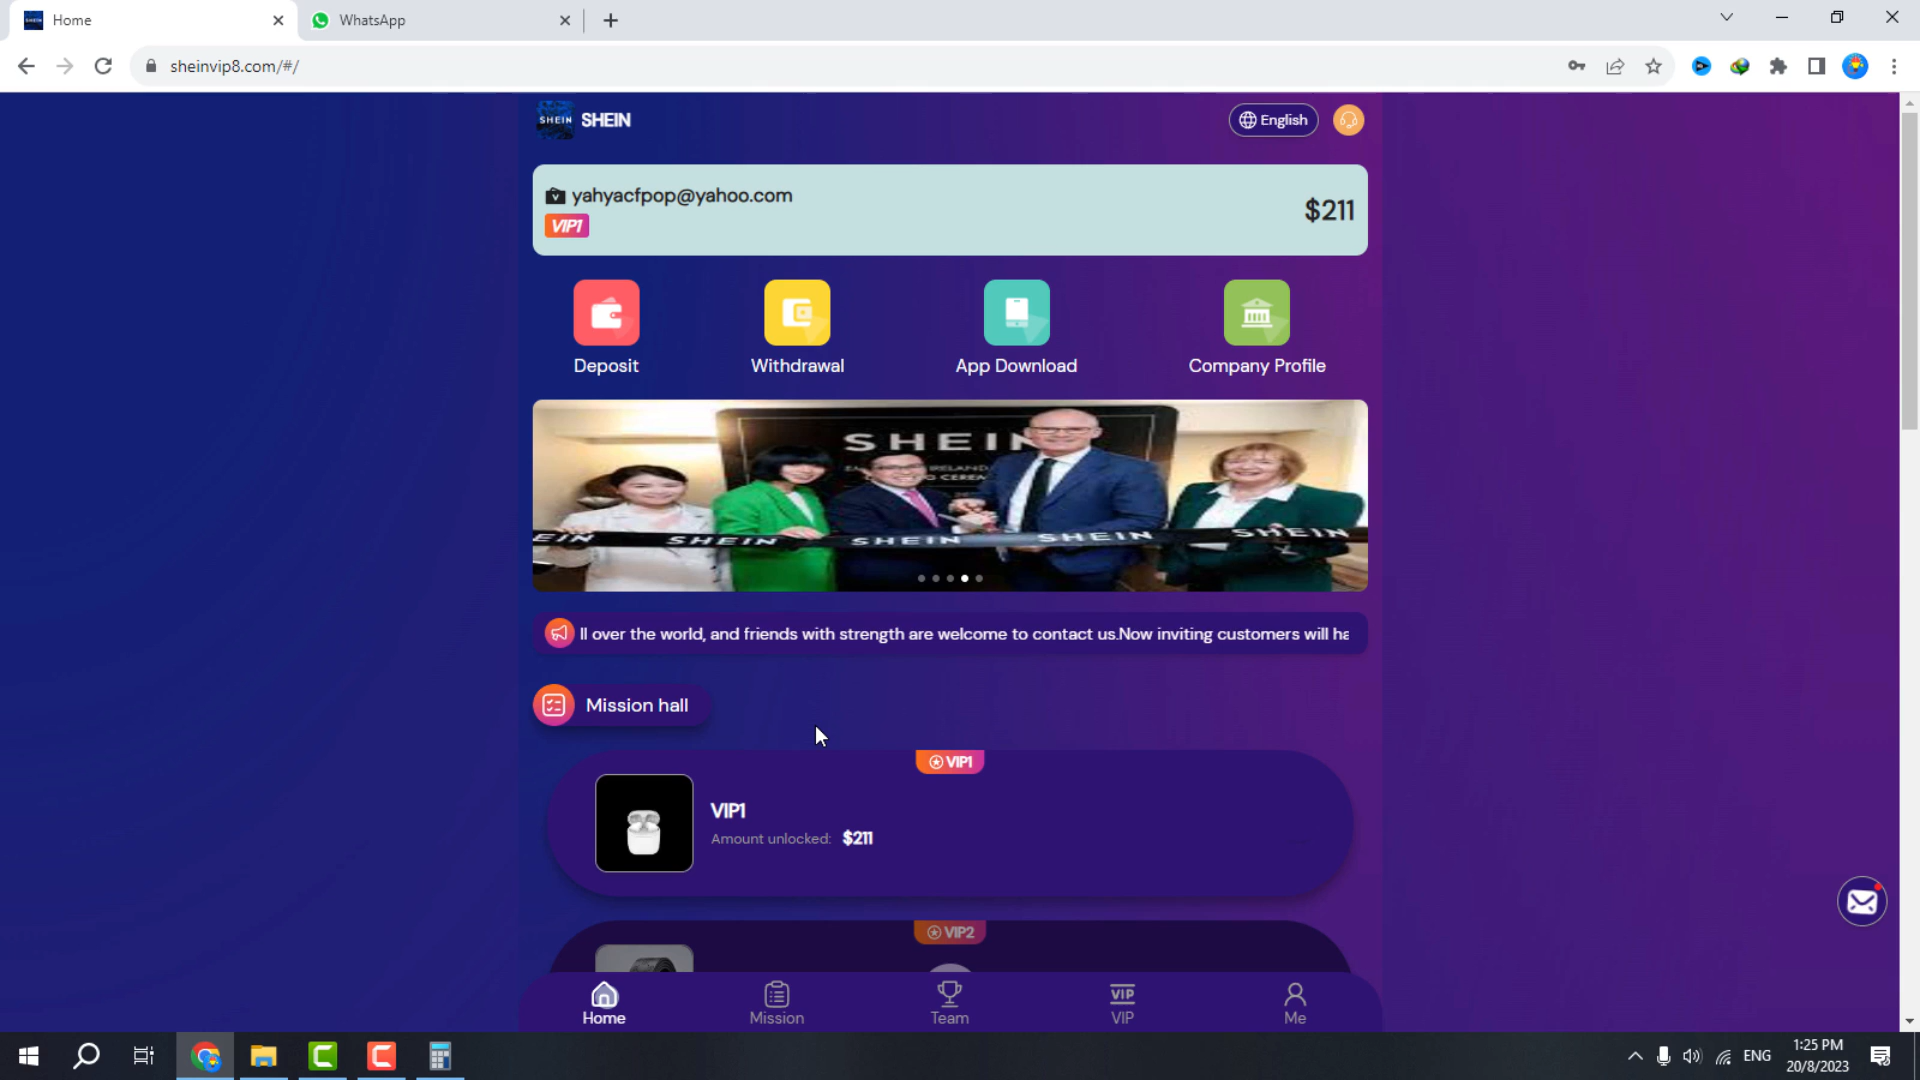 Home
WhatsApp
sheinvip8.com/#/
SHEIN SHEIN
English
yahyacfpop@yahoo.com
VIP1
$211
Deposit
Withdrawal
App Download
Company Profile
SHEIN
IRELAND
SHEIN SHEIN SHEIN SHEIN
ll over the world, and friends with strength are welcome to contact us.Now inviting customers will ha
Mission hall
VIP1
VIP1
Amount unlocked: $211
VIP2
Home
Mission
Team
VIP
VIP
Me
ENG
1:25 PM
20/8/2023